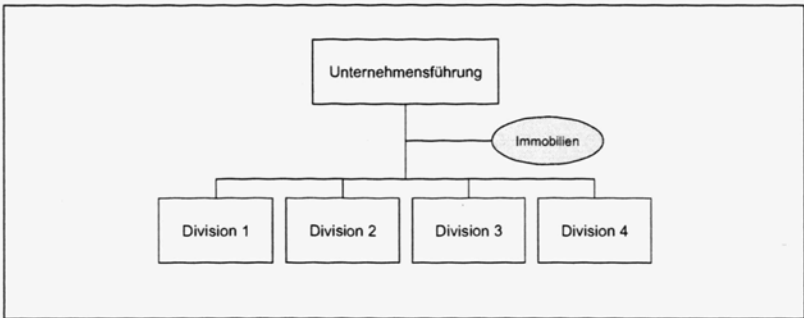 Unternehmensführung
Immobilien
Division 1 Division 2 Division 3 Division 4